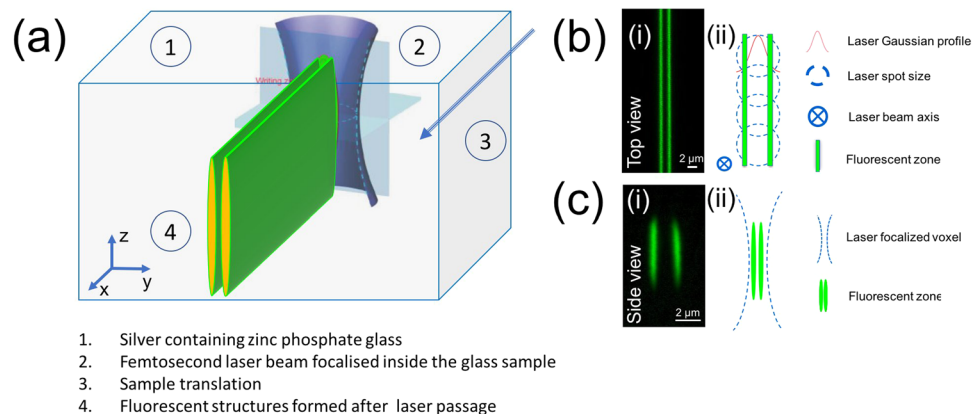 (a)
1
2
Writing z
3
4
z
y
x
1. Silver containing zinc phosphate glass
2. Femtosecond laser beam focalised inside the glass sample
3. Sample translation
4. Fluorescent structures formed after laser passage
(b)
(i)
Top view
2 µm
(ii)
Laser Gaussian profile
Laser spot size
Laser beam axis
Fluorescent zone
(c)
(i)
Side view
2 µm
(ii)
Laser focalized voxel
Fluorescent zone